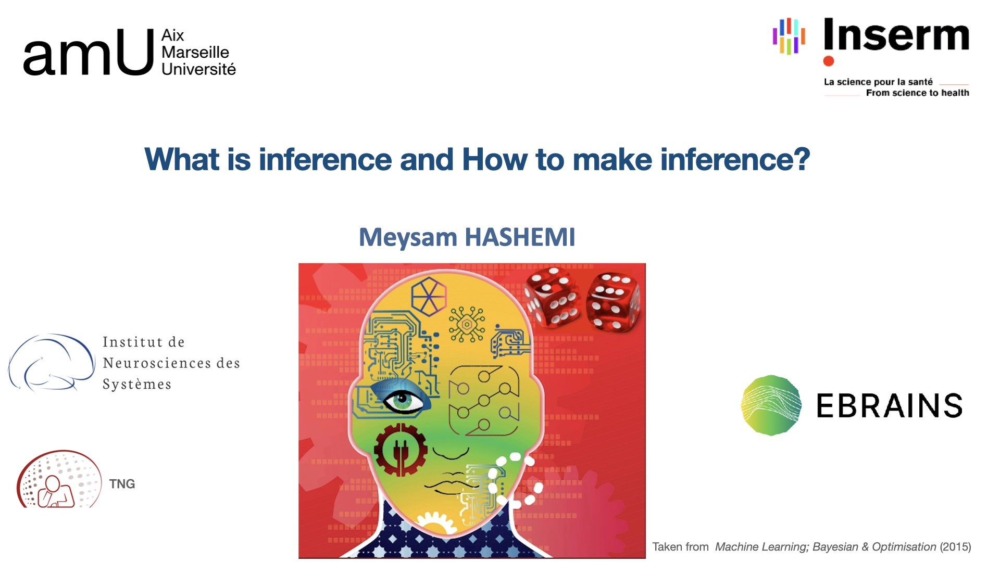 amU
Aix
Marseille
Université
Inserm
La science pour la santé
From science to health
What is inference and How to make inference?
Meysam HASHEMI
Institut de
Neurosciences des
Systèmes
EBRAINS
TNG
Taken from Machine Learning; Bayesian & Optimisation (2015)